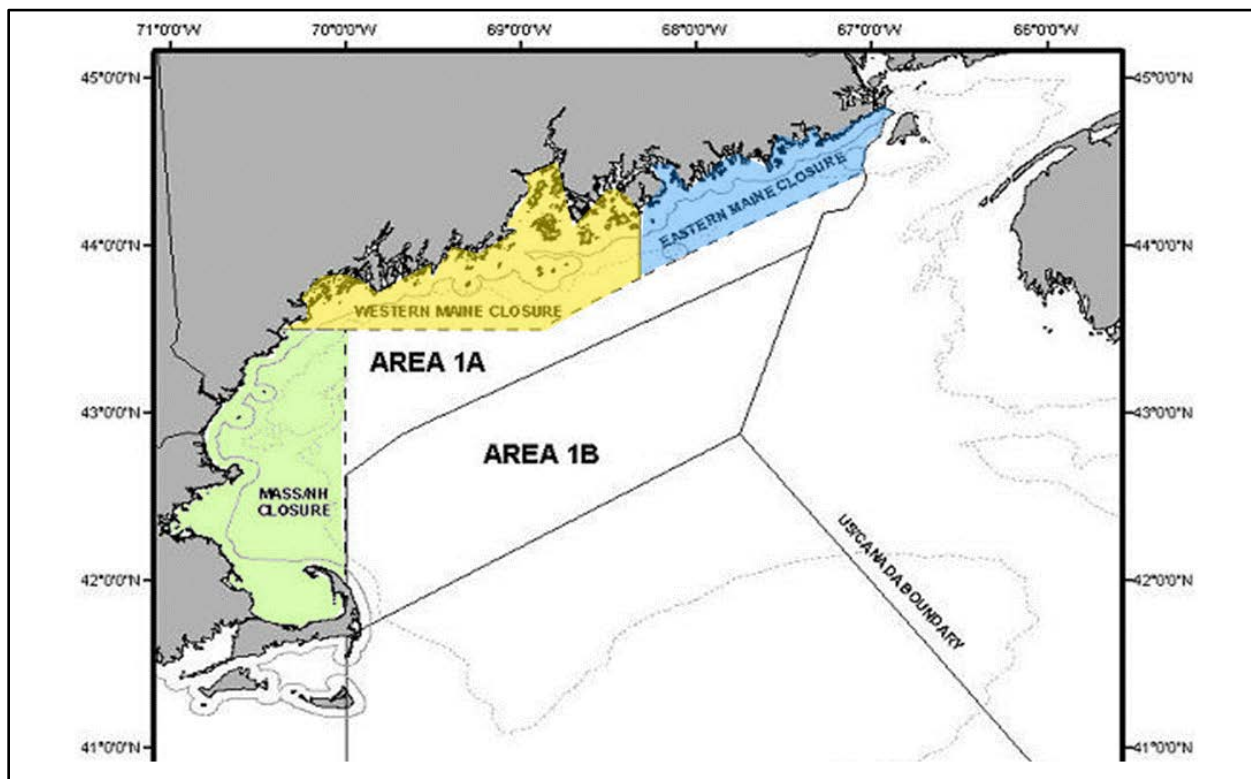 71°0'0"W 70°0'0"W 69°0'0"W 68°0'0"W 67°0'0"W 65°0'0"W
45°0'0"N 45°0'0"N
EASTERN MAINE CLOSURE
44°0'0"N 44°0'0"N
WESTERN MAINE CLOSURE
AREA 1A
43°0'0"N 43°0'0"N
AREA 1B
MASS/NH
CLOSURE
US/CANADA BOUNDARY
42°0'0"N 42°0'0"N
41°0'0"N 41°0'0"N